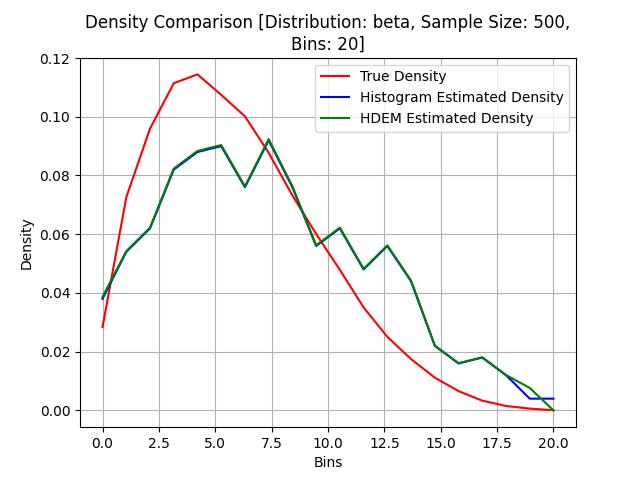 Density Comparison [Distribution: beta, Sample Size: 500,
Bins: 20]
True Density
Histogram Estimated Density
HDEM Estimated Density
Density
0.12
0.10
0.08
0.06
0.04
0.02
0.00
0.0 2.5 5.0 7.5 10.0 12.5 15.0 17.5 20.0
Bins